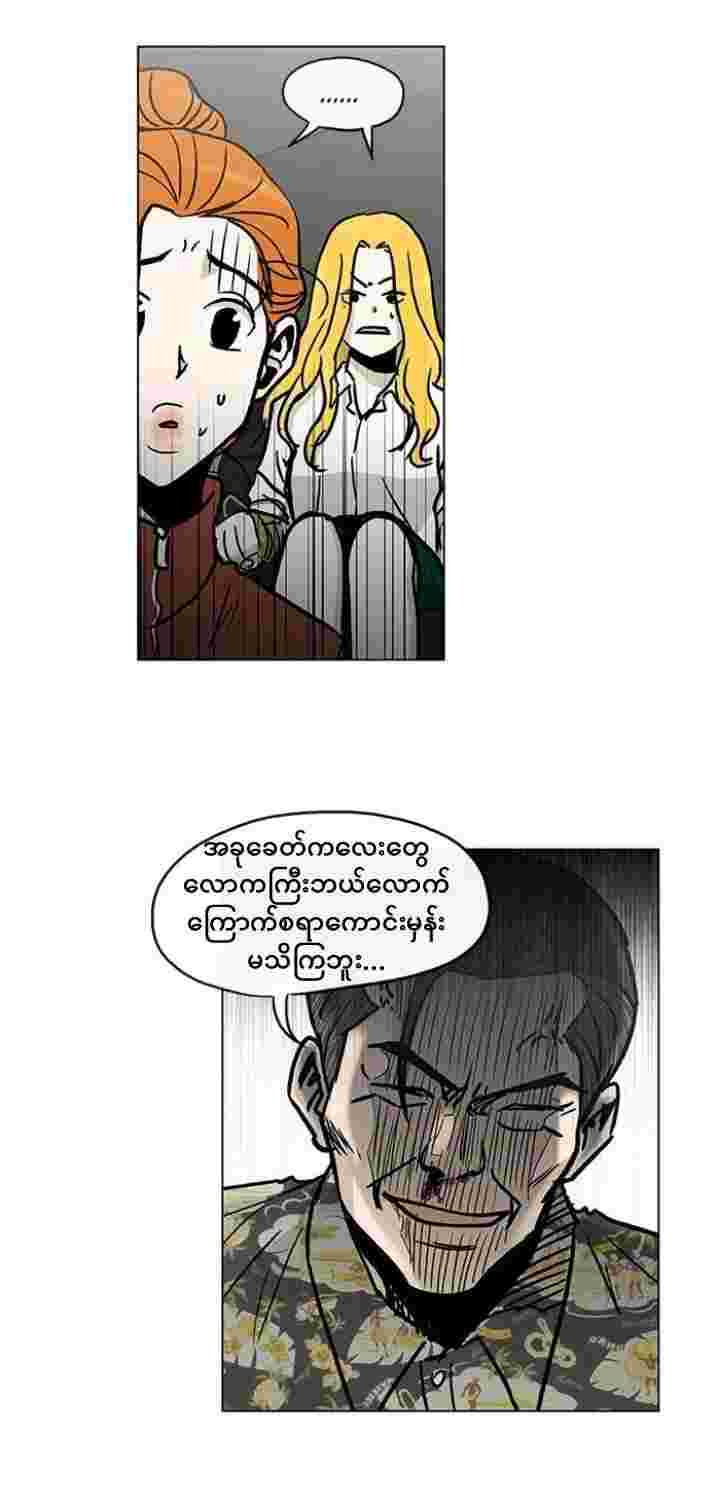 ......
အခုခေတ်ကလေးတွေ
လောကကြီးဘယ်လောက်
ကြောက်စရာကောင်းမှန်း
မသိကြဘူး...